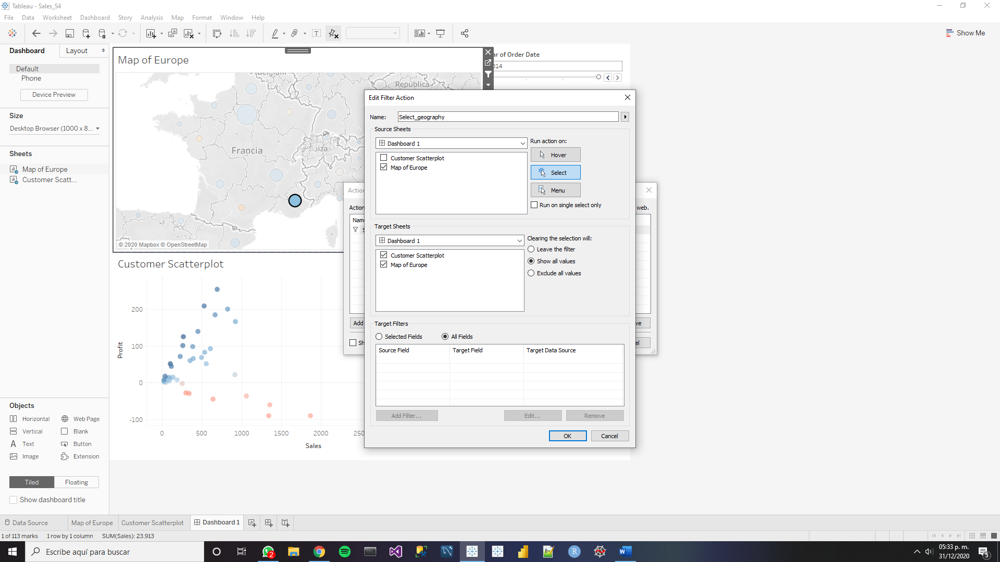 Tableau - Sales_S4
File Data Worksheet Dashboard Story Analysis Map Format Window Help
Show Me
Dashboard Layout
Default
Phone
Device Preview
Size
Desktop Browser (1000 x 8...
Sheets
Map of Europe
Customer Scatt...
Objects
Horizontal Web Page
Vertical Blank
Text Button
Image Extension
Tiled Floating
Show dashboard title
Map of Europe
República
Francia
Suiza
© 2020 Mapbox © OpenStreetMap
ar of Order Date
014
Customer Scatterplot
Profit
200
100
0
-100
0 500 1000 1500 2000 250
Sales
Action
Action web.
Name
Add ve
Sh el
Edit Filter Action
Name: Select_geography
Source Sheets
Dashboard 1
Customer Scatterplot
Map of Europe
Run action on:
Hover
Select
Menu
Run on single select only
Target Sheets
Dashboard 1
Customer Scatterplot
Map of Europe
Clearing the selection will:
Leave the filter
Show all values
Exclude all values
Target Filters
Selected Fields All Fields
Source Field Target Field Target Data Source
Add Filter... Edit... Remove
OK Cancel
Data Source Map of Europe Customer Scatterplot Dashboard 1
1 of 113 marks 1 row by 1 column SUM(Sales): 23,913
Escribe aquí para buscar
2
05:33 p. m.
31/12/2020
5